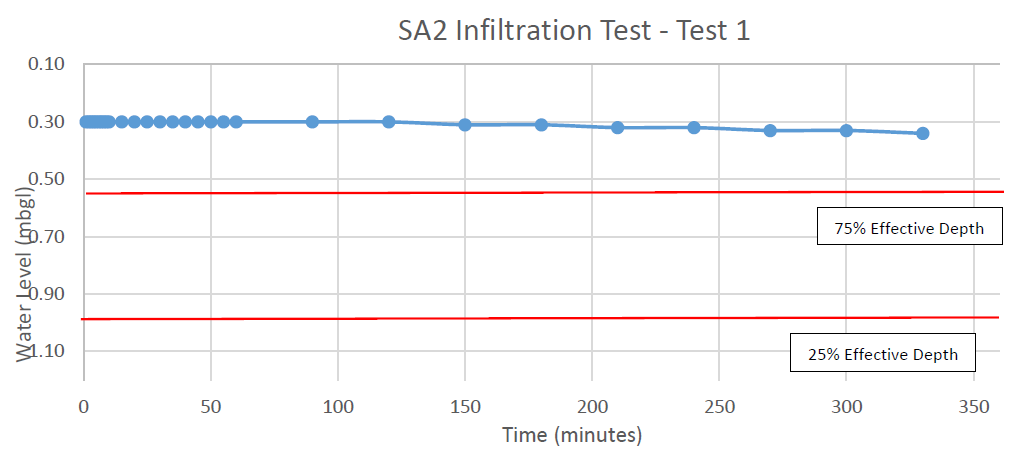 SA2 Infiltration Test - Test 1
0.10
0.30
0.50
0.70
0.90
1.10
Water Level (mbgl)
75% Effective Depth
25% Effective Depth
0 50 100 150 200 250 300 350
Time (minutes)